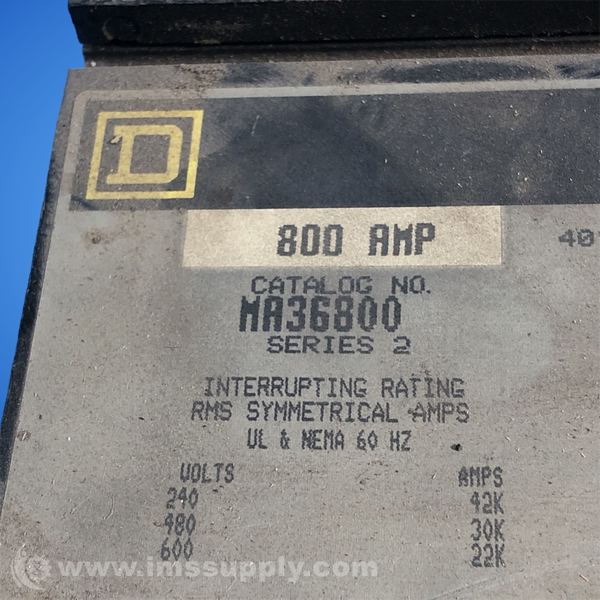 D
800 AMP
40
CATALOG NO.
MA36800
SERIES 2
INTERRUPTING RATING
RMS SYMMETRICAL AMPS
UL & NEMA 60 HZ
VOLTS AMPS
240 42K
480 30K
600 22K
© www.imssupply.com